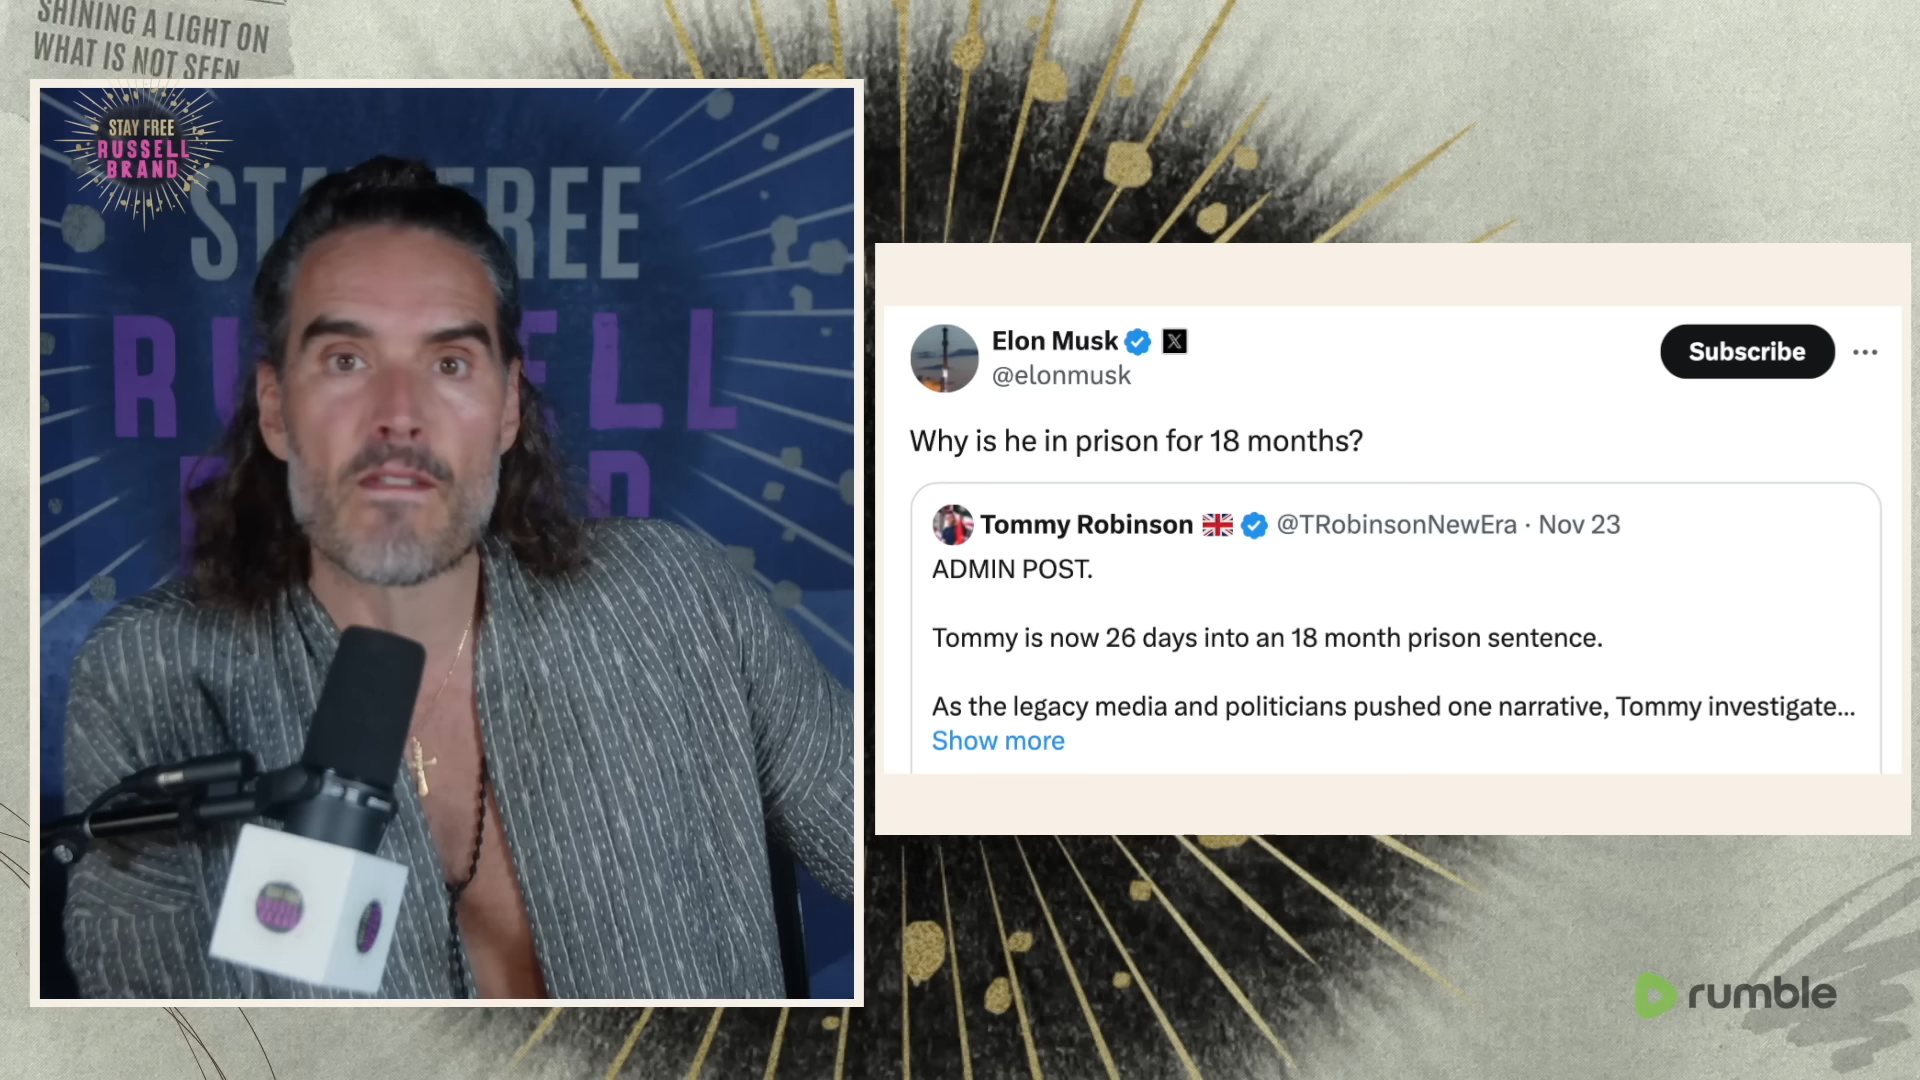 SHINING A LIGHT ON
WHAT IS NOT SEEN
STAY FREE
RUSSELL
BRAND
Elon Musk
@elonmusk
Subscribe
Why is he in prison for 18 months?
Tommy Robinson @TRobinsonNewEra · Nov 23
ADMIN POST.
Tommy is now 26 days into an 18 month prison sentence.
As the legacy media and politicians pushed one narrative, Tommy investigate...
Show more
rumble